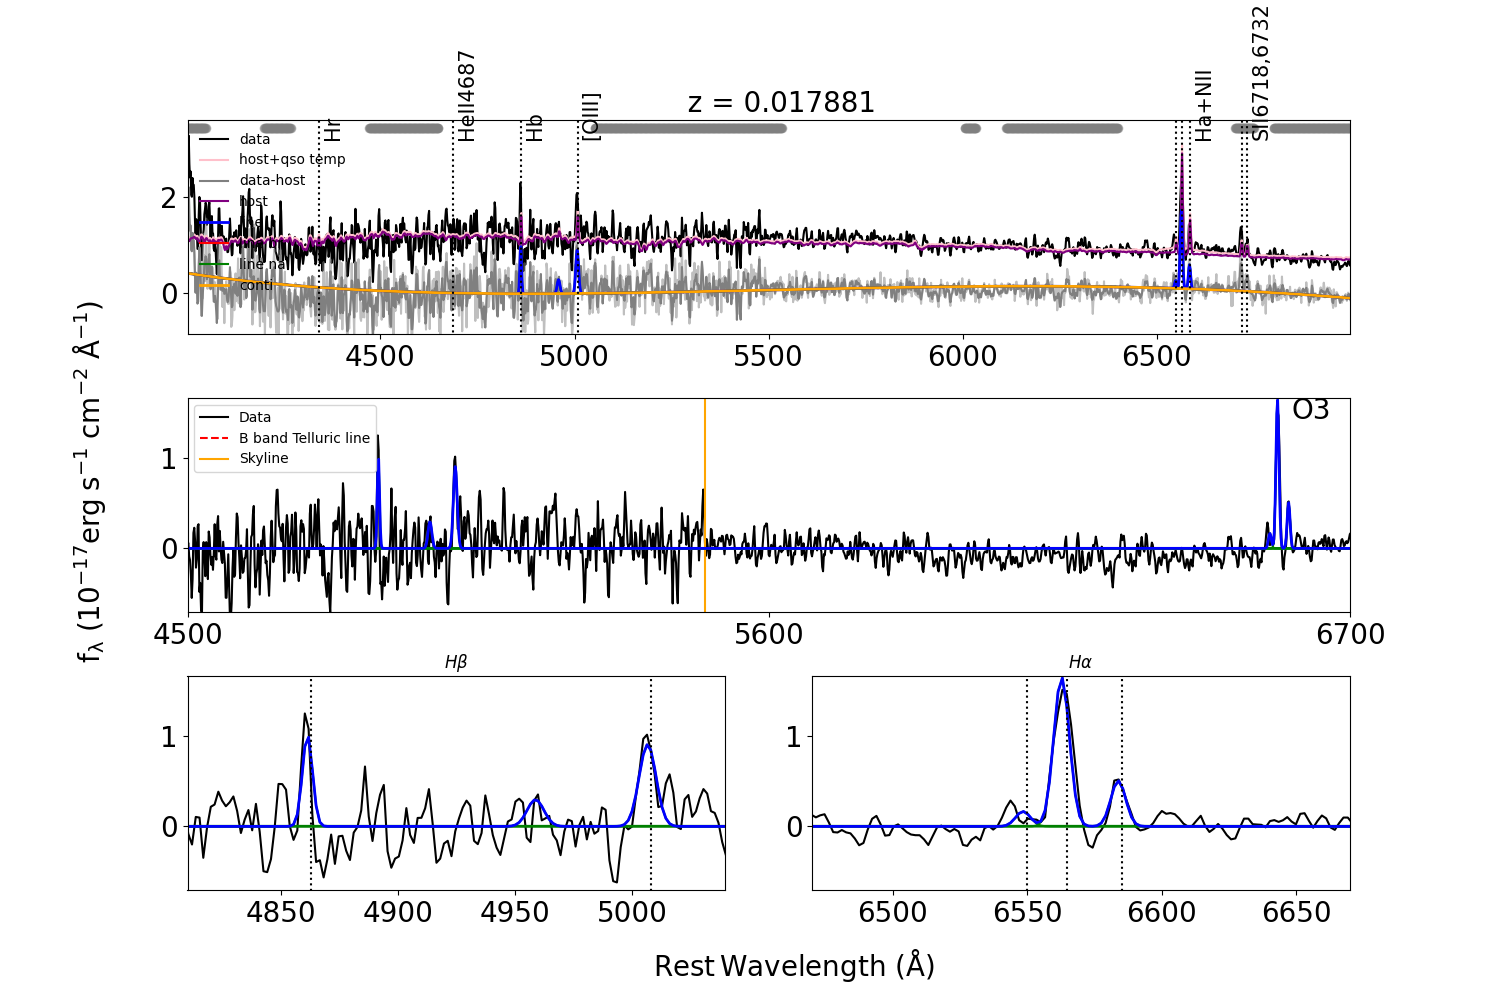 z = 0.017881
Hr
HeII4687
Hb
[OIII]
Ha+NII
SII6718,6732
data
host+qso temp
data-host
host
line na
conti
2
0
4500
5000
5500
6000
6500
fλ (10⁻¹⁷erg s⁻¹ cm⁻² Å⁻¹)
Data
B band Telluric line
Skyline
O3
1
0
4500
5600
6700
Hβ
1
0
4850
4900
4950
5000
Hα
1
0
6500
6550
6600
6650
Rest Wavelength (Å)